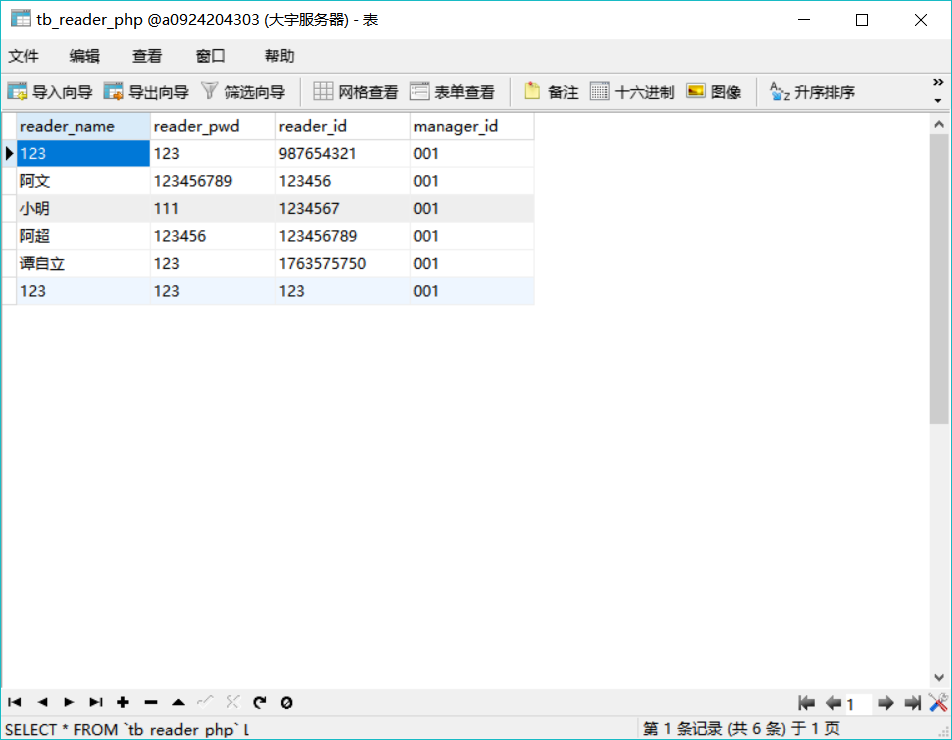 tb_reader_php @a0924204303 (大宇服务器) - 表
文件 编辑 查看 窗口 帮助
导入向导 导出向导 筛选向导 网格查看 表单查看 备注 十六进制 图像 升序排序
reader_name reader_pwd reader_id manager_id
123 123 987654321 001
阿文 123456789 123456 001
小明 111 1234567 001
阿超 123456 123456789 001
谭自立 123 1763575750 001
123 123 123 001
1
SELECT * FROM `tb_reader_php` L 第 1 条记录 (共 6 条) 于 1 页